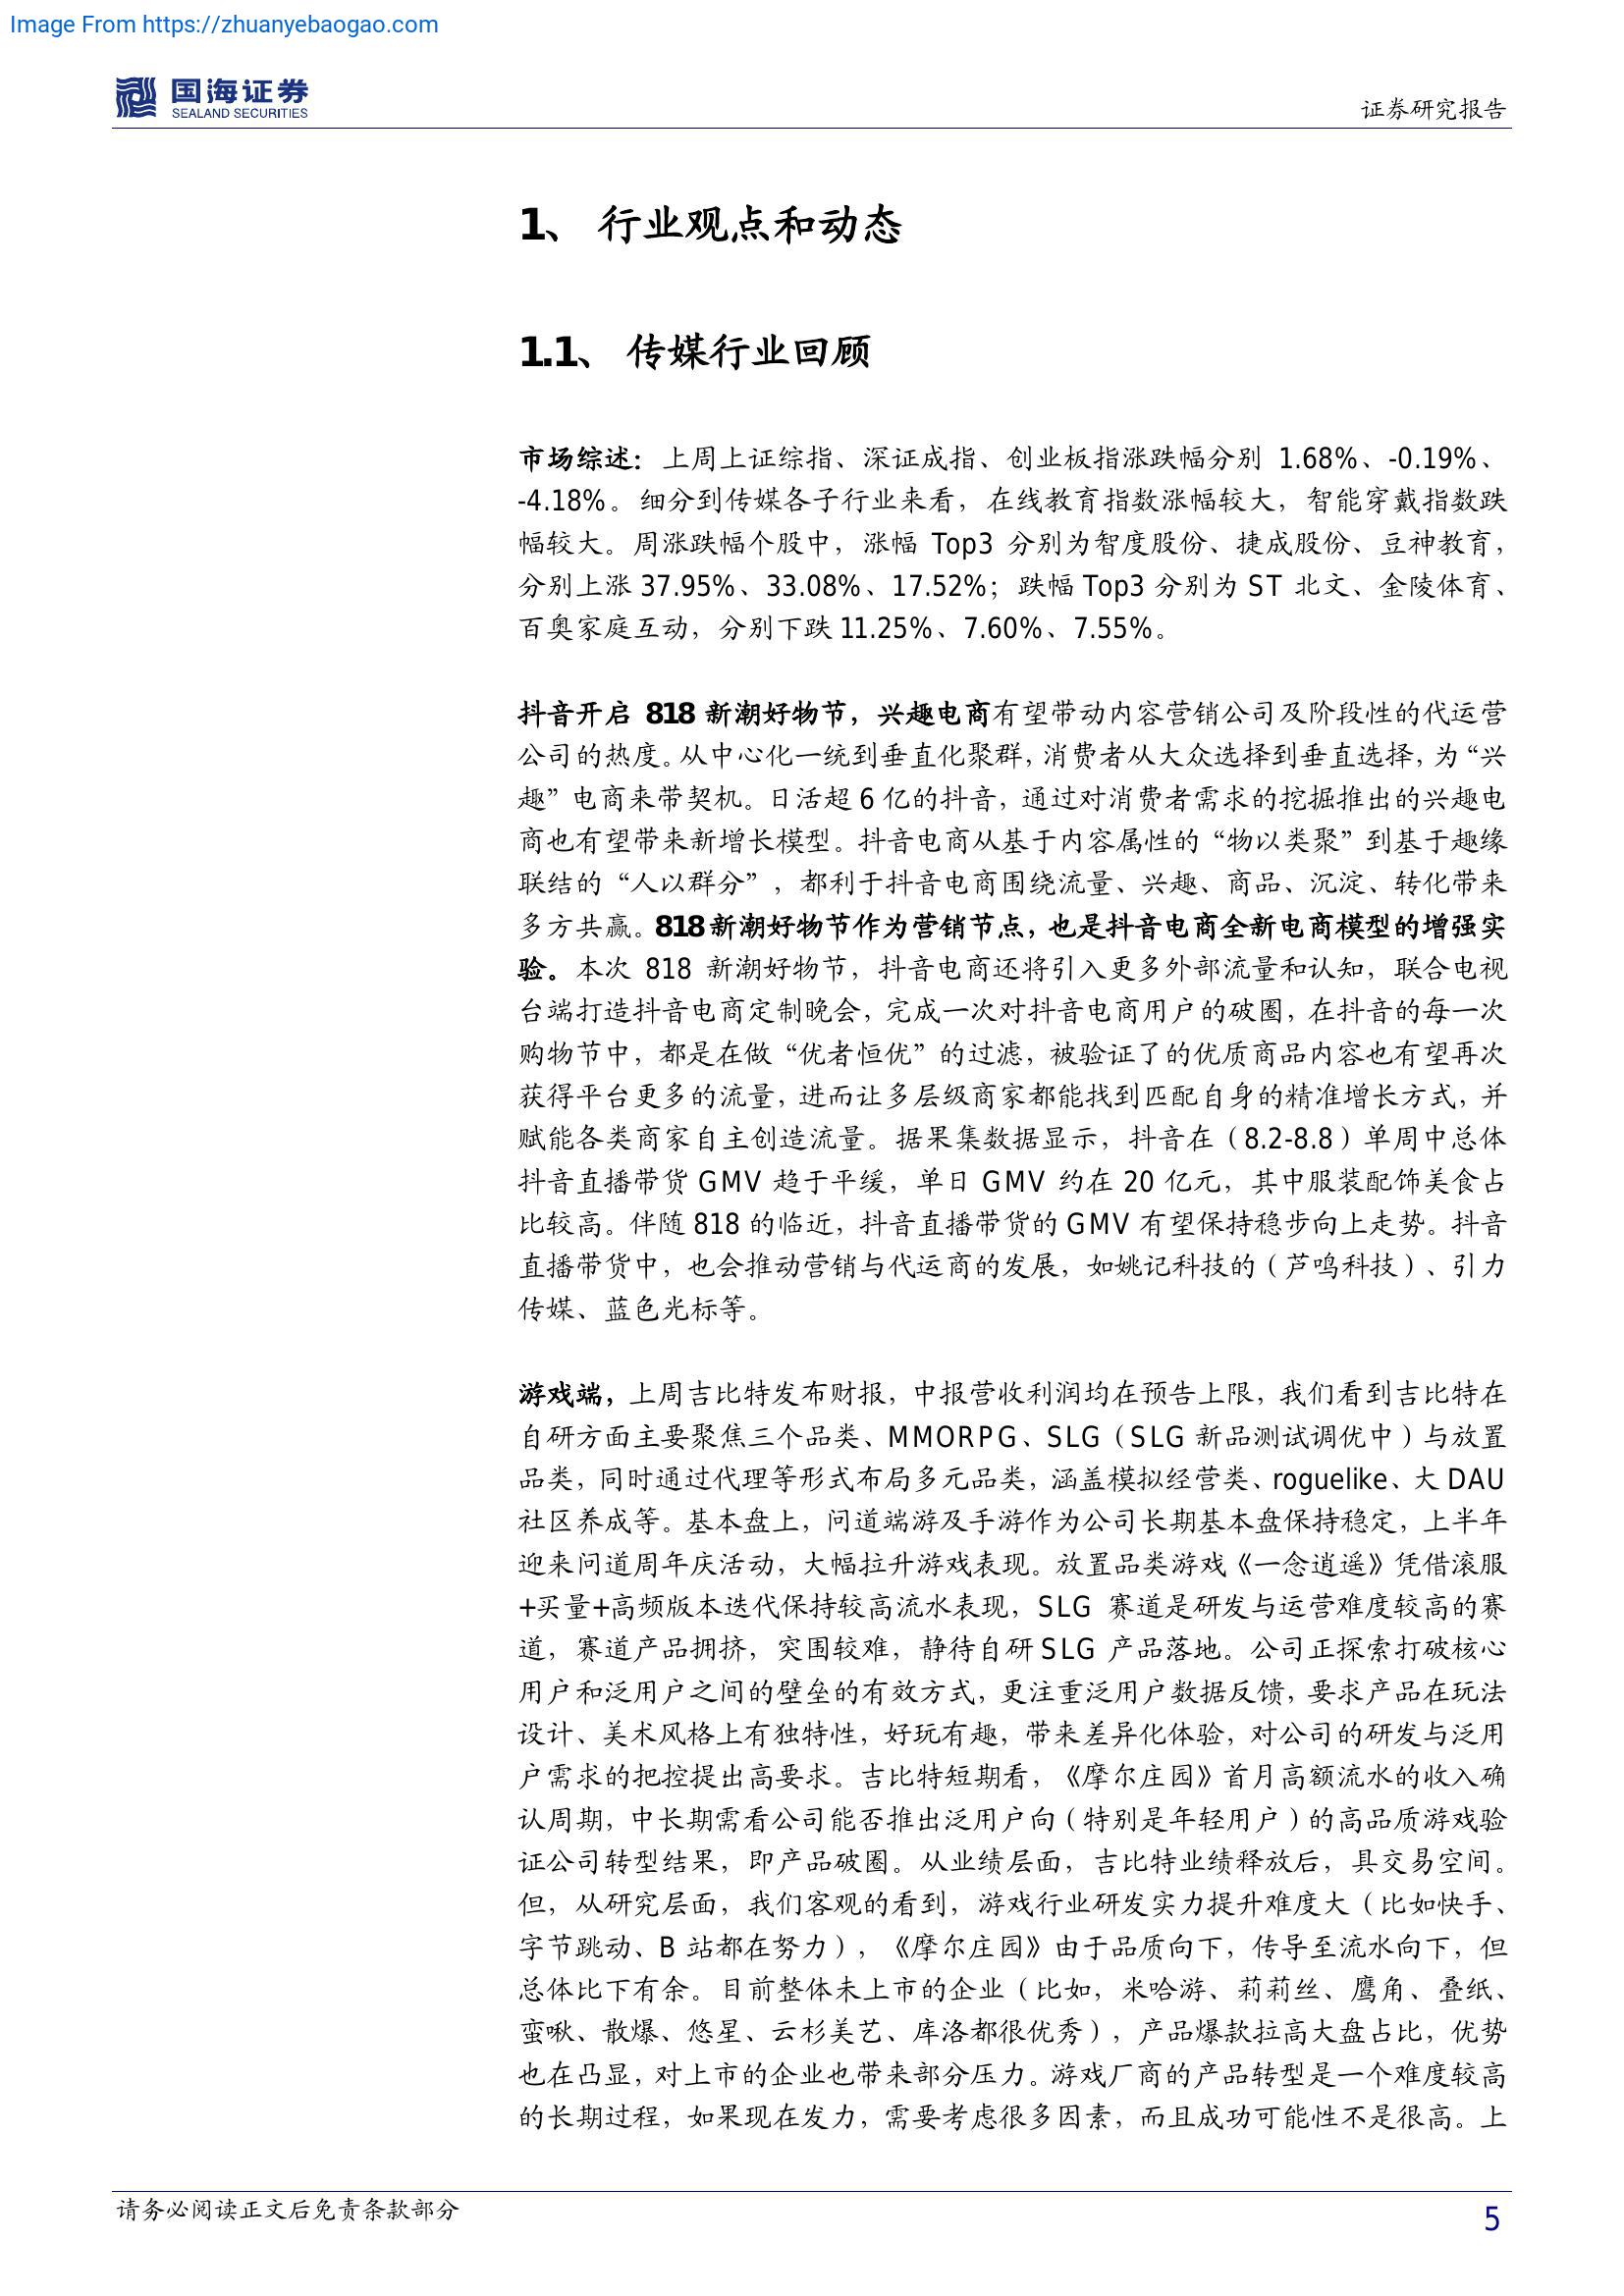 Image From https://zhuanyebaogao.com
国海证券
SEALAND SECURITIES
证券研究报告
1、 行业观点和动态
1.1、 传媒行业回顾
市场综述：上周上证综指、深证成指、创业板指涨跌幅分别 1.68%、-0.19%、
-4.18%。细分到传媒各子行业来看，在线教育指数涨幅较大，智能穿戴指数跌
幅较大。周涨跌幅个股中，涨幅 Top3 分别为智度股份、捷成股份、豆神教育，
分别上涨 37.95%、33.08%、17.52%；跌幅 Top3 分别为 ST 北文、金陵体育、
百奥家庭互动，分别下跌 11.25%、7.60%、7.55%。
抖音开启 818 新潮好物节，兴趣电商有望带动内容营销公司及阶段性的代运营
公司的热度。从中心化一统到垂直化聚群，消费者从大众选择到垂直选择，为“兴
趣”电商来带契机。日活超 6 亿的抖音，通过对消费者需求的挖掘推出的兴趣电
商也有望带来新增长模型。抖音电商从基于内容属性的“物以类聚”到基于趣缘
联结的“人以群分”，都利于抖音电商围绕流量、兴趣、商品、沉淀、转化带来
多方共赢。818 新潮好物节作为营销节点，也是抖音电商全新电商模型的增强实
验。本次 818 新潮好物节，抖音电商还将引入更多外部流量和认知，联合电视
台端打造抖音电商定制晚会，完成一次对抖音电商用户的破圈，在抖音的每一次
购物节中，都是在做“优者恒优”的过滤，被验证了的优质商品内容也有望再次
获得平台更多的流量，进而让多层级商家都能找到匹配自身的精准增长方式，并
赋能各类商家自主创造流量。据果集数据显示，抖音在（8.2-8.8）单周中总体
抖音直播带货 GMV 趋于平缓，单日 GMV 约在 20 亿元，其中服装配饰美食占
比较高。伴随 818 的临近，抖音直播带货的 GMV 有望保持稳步向上走势。抖音
直播带货中，也会推动营销与代运商的发展，如姚记科技的（芦鸣科技）、引力
传媒、蓝色光标等。
游戏端，上周吉比特发布财报，中报营收利润均在预告上限，我们看到吉比特在
自研方面主要聚焦三个品类、MMORPG、SLG（SLG 新品测试调优中）与放置
品类，同时通过代理等形式布局多元品类，涵盖模拟经营类、roguelike、大 DAU
社区养成等。基本盘上，问道端游及手游作为公司长期基本盘保持稳定，上半年
迎来问道周年庆活动，大幅拉升游戏表现。放置品类游戏《一念逍遥》凭借滚服
+买量+高频版本迭代保持较高流水表现，SLG 赛道是研发与运营难度较高的赛
道，赛道产品拥挤，突围较难，静待自研 SLG 产品落地。公司正探索打破核心
用户和泛用户之间的壁垒的有效方式，更注重泛用户数据反馈，要求产品在玩法
设计、美术风格上有独特性，好玩有趣，带来差异化体验，对公司的研发与泛用
户需求的把控提出高要求。吉比特短期看，《摩尔庄园》首月高额流水的收入确
认周期，中长期需看公司能否推出泛用户向（特别是年轻用户）的高品质游戏验
证公司转型结果，即产品破圈。从业绩层面，吉比特业绩释放后，具交易空间。
但，从研究层面，我们客观的看到，游戏行业研发实力提升难度大（比如快手、
字节跳动、B 站都在努力），《摩尔庄园》由于品质向下，传导至流水向下，但
总体比下有余。目前整体未上市的企业（比如，米哈游、莉莉丝、鹰角、叠纸、
蛮啾、散爆、悠星、云杉美艺、库洛都很优秀），产品爆款拉高大盘占比，优势
也在凸显，对上市的企业也带来部分压力。游戏厂商的产品转型是一个难度较高
的长期过程，如果现在发力，需要考虑很多因素，而且成功可能性不是很高。上
请务必阅读正文后免责条款部分
5